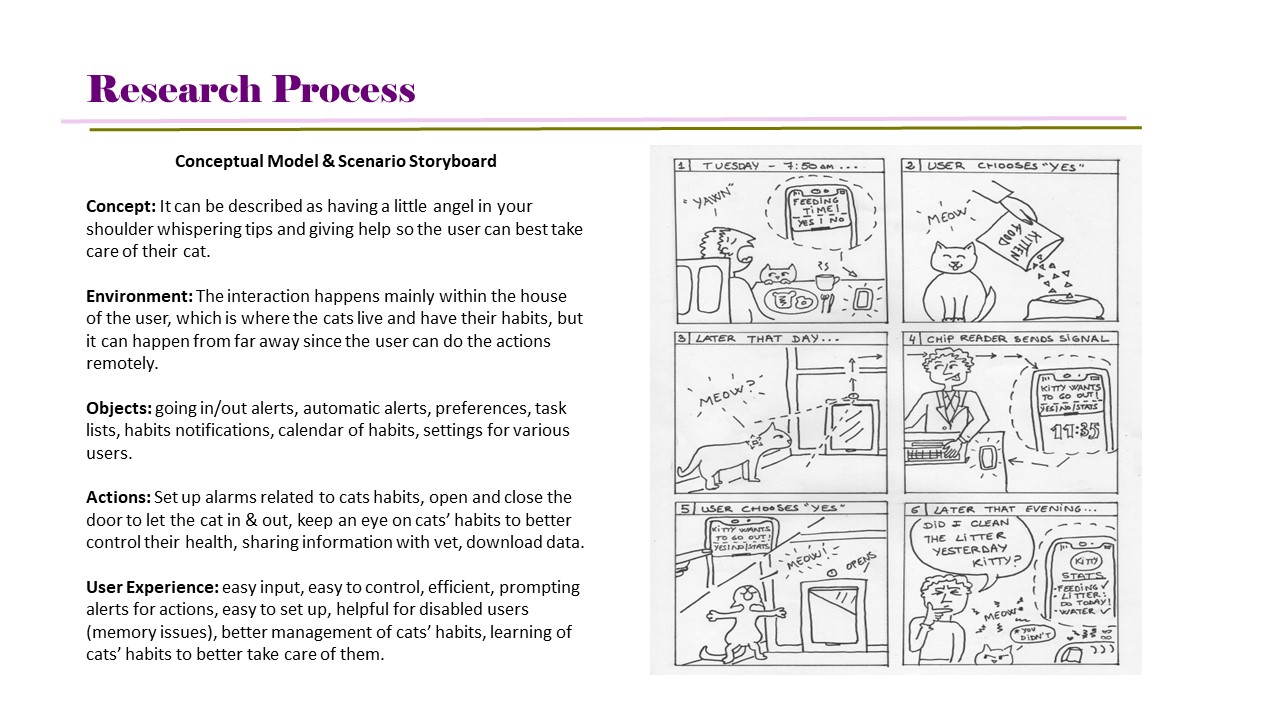 Research Process
Conceptual Model & Scenario Storyboard
Concept: It can be described as having a little angel in your
shoulder whispering tips and giving help so the user can best take
care of their cat.
Environment: The interaction happens mainly within the house
of the user, which is where the cats live and have their habits, but
it can happen from far away since the user can do the actions
remotely.
Objects: going in/out alerts, automatic alerts, preferences, task
lists, habits notifications, calendar of habits, settings for various
users.
Actions: Set up alarms related to cats habits, open and close the
door to let the cat in & out, keep an eye on cats' habits to better
control their health, sharing information with vet, download data.
User Experience: easy input, easy to control, efficient, prompting
alerts for actions, easy to set up, helpful for disabled users
(memory issues), better management of cats' habits, learning of
cats' habits to better take care of them.
1| TUESDAY - 7:50 AM...
"YAWN"
FEEDING
TIME!
YES | NO
2| USER CHOOSES "YES"
MEOW
KITTEN
FOOD
3| LATER THAT DAY...
MEOW?
4| CHIP READER SENDS SIGNAL
KITTY WANTS
TO GO OUT!
YES|NO|STATS
11:35
5| USER CHOOSES "YES"
KITTY WANTS
TO GO OUT!
YES|NO|STATS
MEOW!
OPENS
6| LATER THAT EVENING...
DID I CLEAN
THE LITTER
YESTERDAY
KITTY?
KITTY
STATS
-FEEDING ✓
-LITTER:
DO TODAY!
-WATER ✓
MEOW
*YOU
DIDN'T